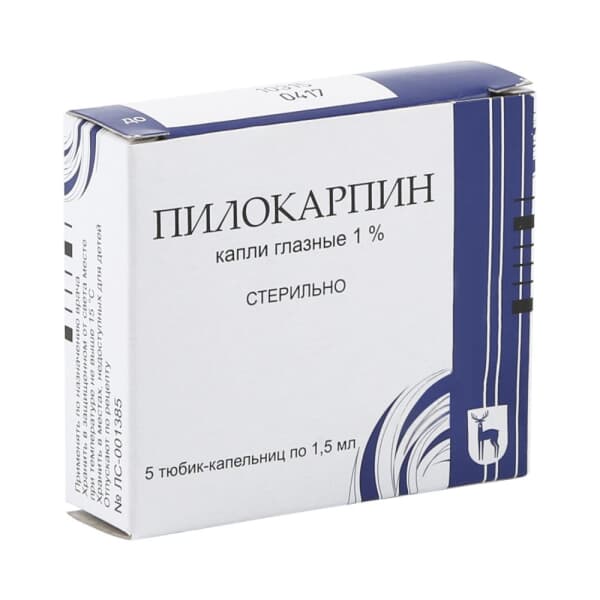 0417
до
ПИЛОКАРПИН
капли глазные 1 %
СТЕРИЛЬНО
5 тюбик-капельниц по 1,5 мл
Применять по назначению врача
Хранить в защищенном от света месте
при температуре не выше 15 °С
Хранить в местах, недоступных для детей
Отпускают по рецепту
№ ЛС-001385